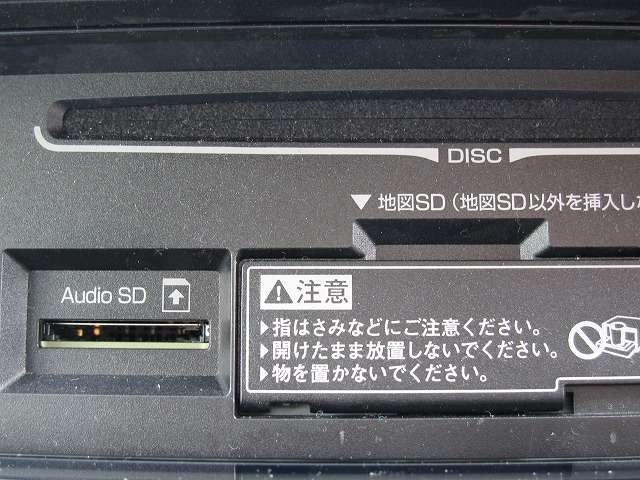 DISC
▼ 地図SD（地図SD以外を挿入し
Audio SD
注意
▶指はさみなどにご注意ください。
▶開けたまま放置しないでください。
▶物を置かないでください。